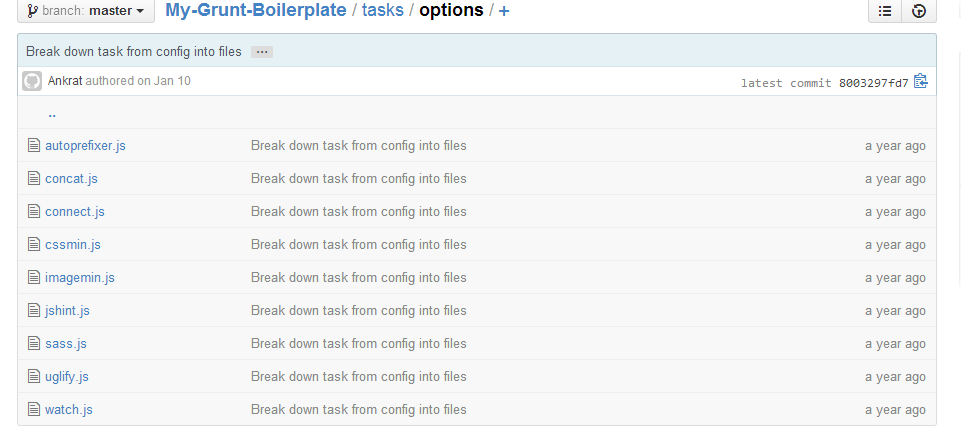 branch: master My-Grunt-Boilerplate / tasks / options / +
Break down task from config into files ...
Ankrat authored on Jan 10 latest commit 8003297fd7
..
autoprefixer.js Break down task from config into files a year ago
concat.js Break down task from config into files a year ago
connect.js Break down task from config into files a year ago
cssmin.js Break down task from config into files a year ago
imagemin.js Break down task from config into files a year ago
jshint.js Break down task from config into files a year ago
sass.js Break down task from config into files a year ago
uglify.js Break down task from config into files a year ago
watch.js Break down task from config into files a year ago